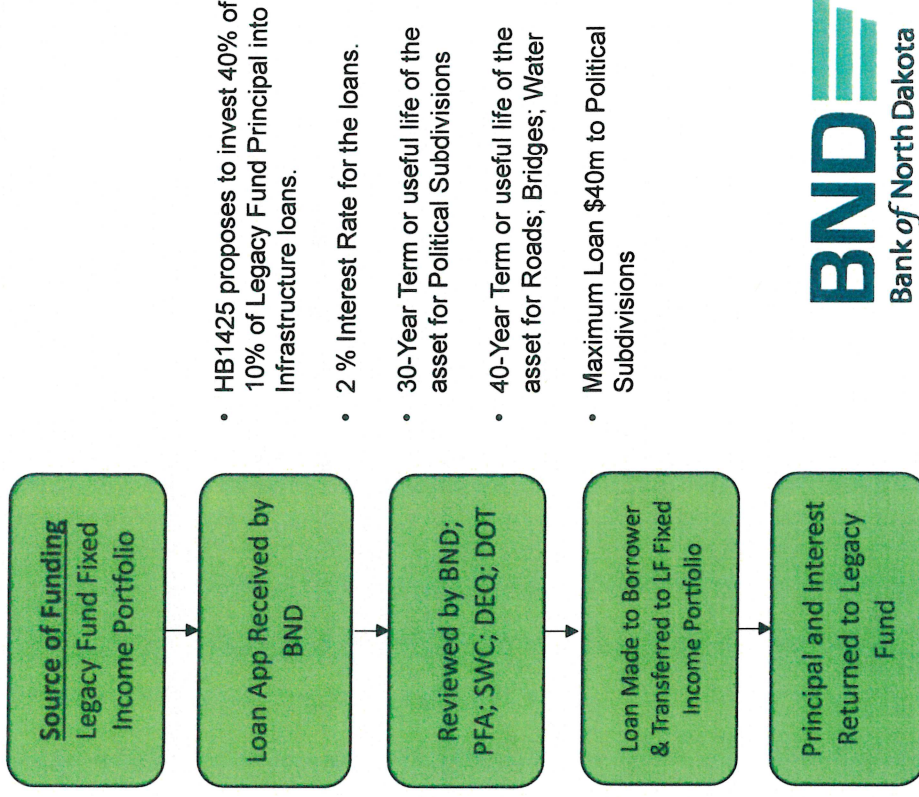 Source of Funding
Legacy Fund Fixed
Income Portfolio
Loan App Received by
BND
Reviewed by BND;
PFA; SWC; DEQ; DOT
Loan Made to Borrower
& Transferred to LF Fixed
Income Portfolio
Principal and Interest
Returned to Legacy
Fund
• HB1425 proposes to invest 40% of
10% of Legacy Fund Principal into
Infrastructure loans.
• 2 % Interest Rate for the loans.
• 30-Year Term or useful life of the
asset for Political Subdivisions
• 40-Year Term or useful life of the
asset for Roads; Bridges; Water
• Maximum Loan $40m to Political
Subdivisions
BND
Bank of North Dakota